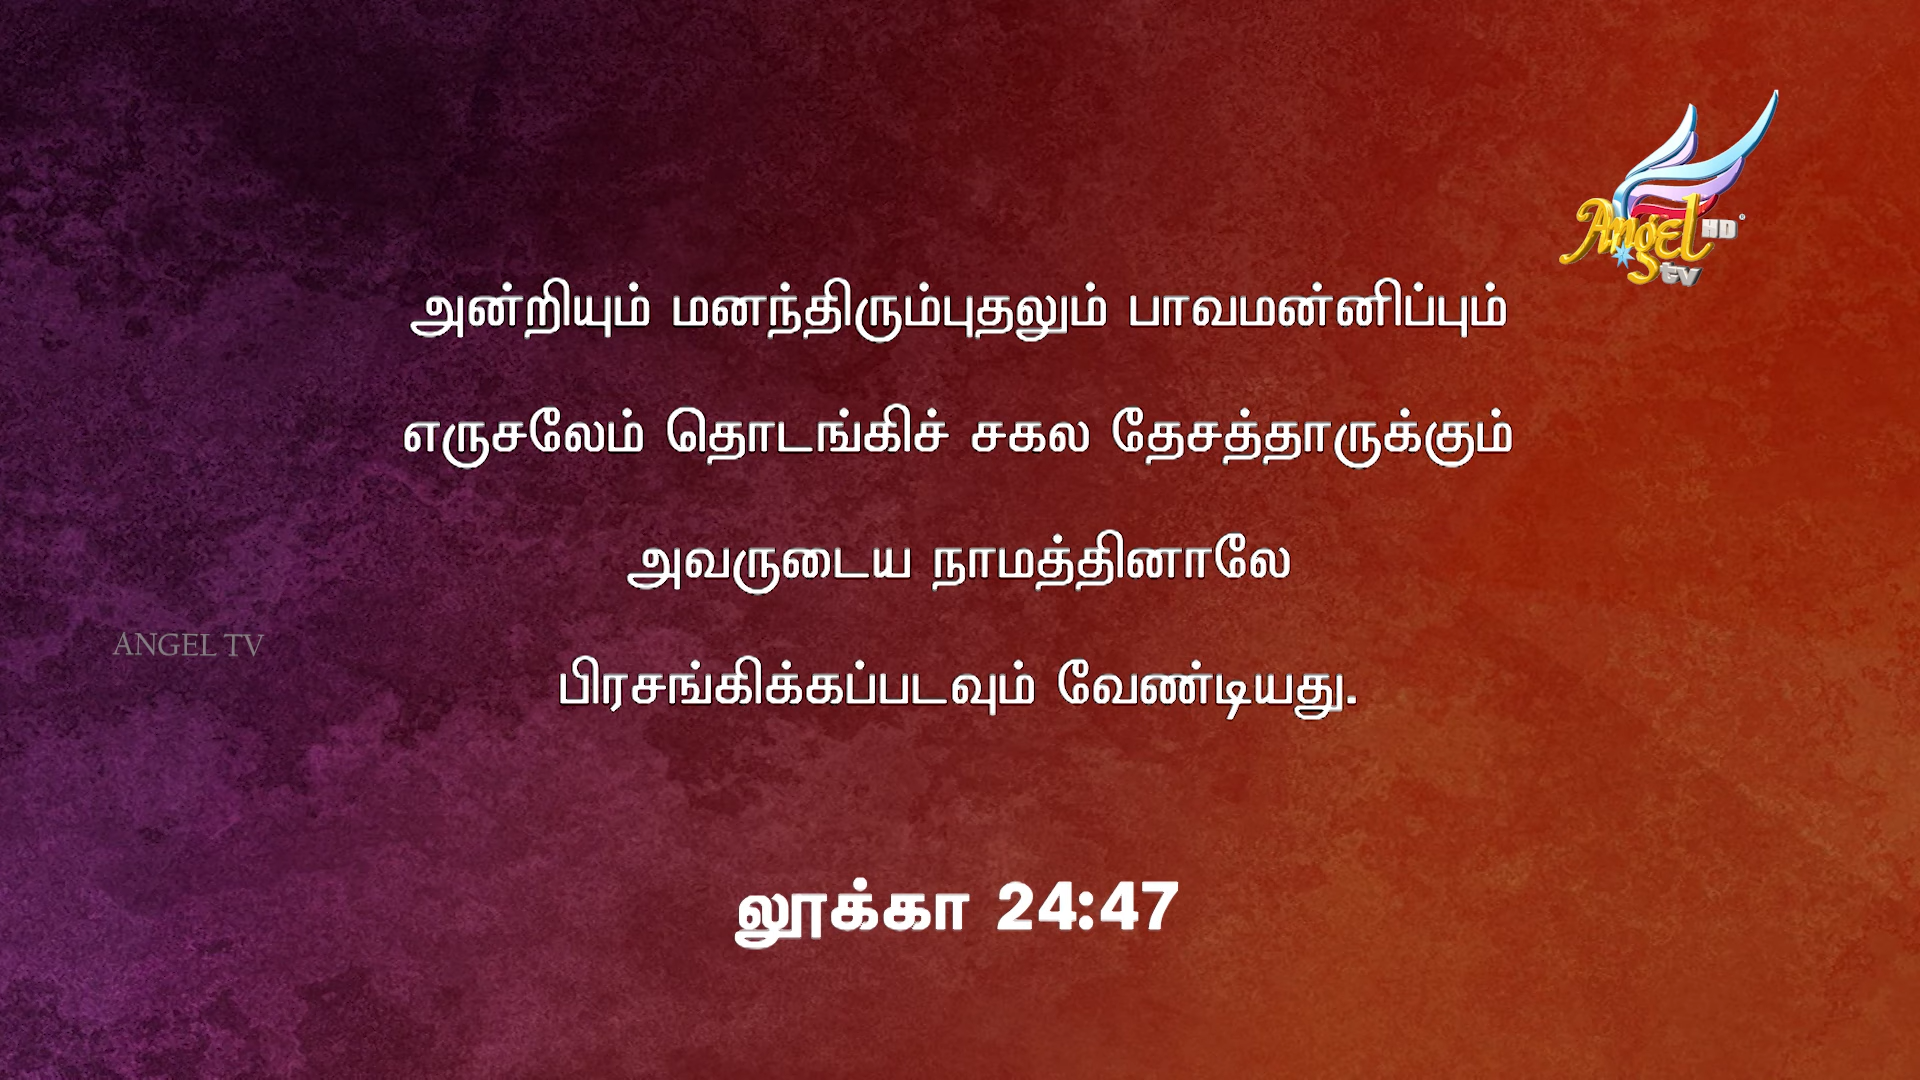 Angel HD
tv
அன்றியும் மனந்திரும்புதலும் பாவமன்னிப்பும்
எருசலேம் தொடங்கிச் சகல தேசத்தாருக்கும்
அவருடைய நாமத்தினாலே
ANGEL TV
பிரசங்கிக்கப்படவும் வேண்டியது.
லூக்கா 24:47